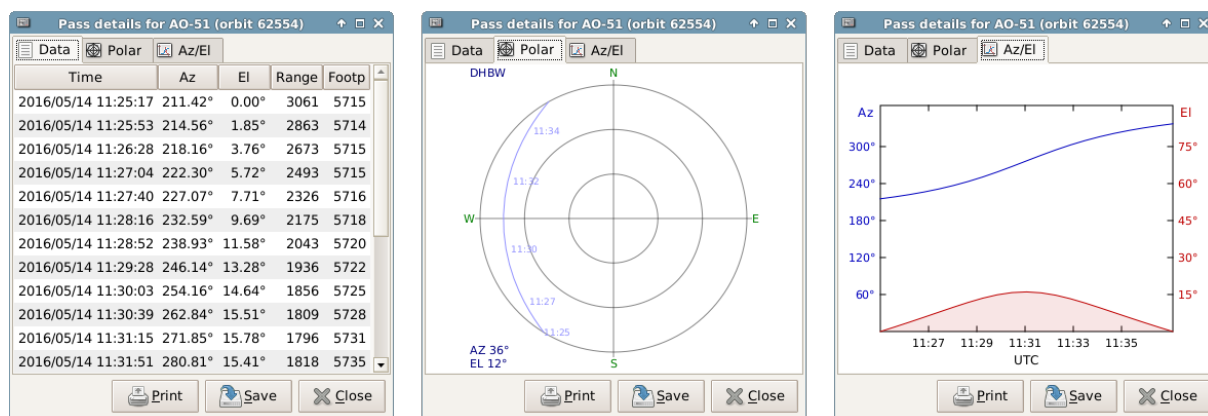 Pass details for AO-51 (orbit 62554)
Data Polar Az/El
Time Az El Range Footp
2016/05/14 11:25:17 211.42° 0.00° 3061 5715
2016/05/14 11:25:53 214.56° 1.85° 2863 5714
2016/05/14 11:26:28 218.16° 3.76° 2673 5715
2016/05/14 11:27:04 222.30° 5.72° 2493 5715
2016/05/14 11:27:40 227.07° 7.71° 2326 5716
2016/05/14 11:28:16 232.59° 9.69° 2175 5718
2016/05/14 11:28:52 238.93° 11.58° 2043 5720
2016/05/14 11:29:28 246.14° 13.28° 1936 5722
2016/05/14 11:30:03 254.16° 14.64° 1856 5725
2016/05/14 11:30:39 262.84° 15.51° 1809 5728
2016/05/14 11:31:15 271.85° 15.78° 1796 5731
2016/05/14 11:31:51 280.81° 15.41° 1818 5735
Print Save Close
Pass details for AO-51 (orbit 62554)
Data Polar Az/El
DHBW N
11:34
11:32
W E
11:30
11:27
11:25
AZ 36°
EL 12° S
Print Save Close
Pass details for AO-51 (orbit 62554)
Data Polar Az/El
Az El
300° 75°
240° 60°
180° 45°
120° 30°
60° 15°
11:27 11:29 11:31 11:33 11:35
UTC
Print Save Close